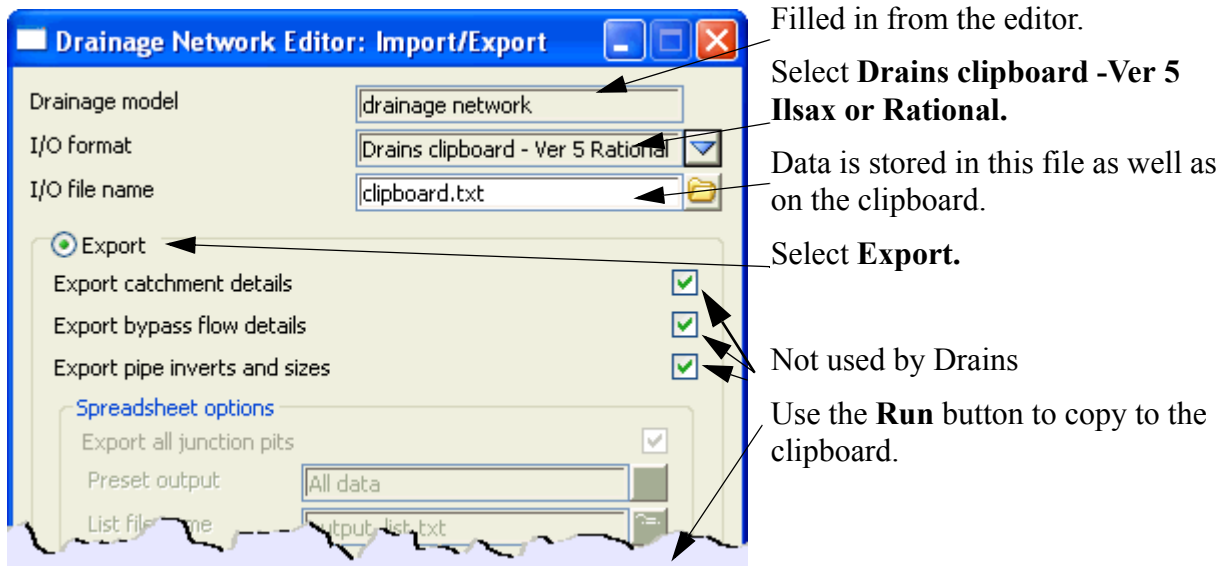 Drainage Network Editor: Import/Export
Drainage model
drainage network
I/O format
Drains clipboard - Ver 5 Rational
I/O file name
clipboard.txt
Export
Export catchment details
Export bypass flow details
Export pipe inverts and sizes
Spreadsheet options
Export all junction pits
Preset output
All data
List file
Filled in from the editor.
Select Drains clipboard -Ver 5
Ilsax or Rational.
Data is stored in this file as well as
on the clipboard.
Select Export.
Not used by Drains
Use the Run button to copy to the
clipboard.